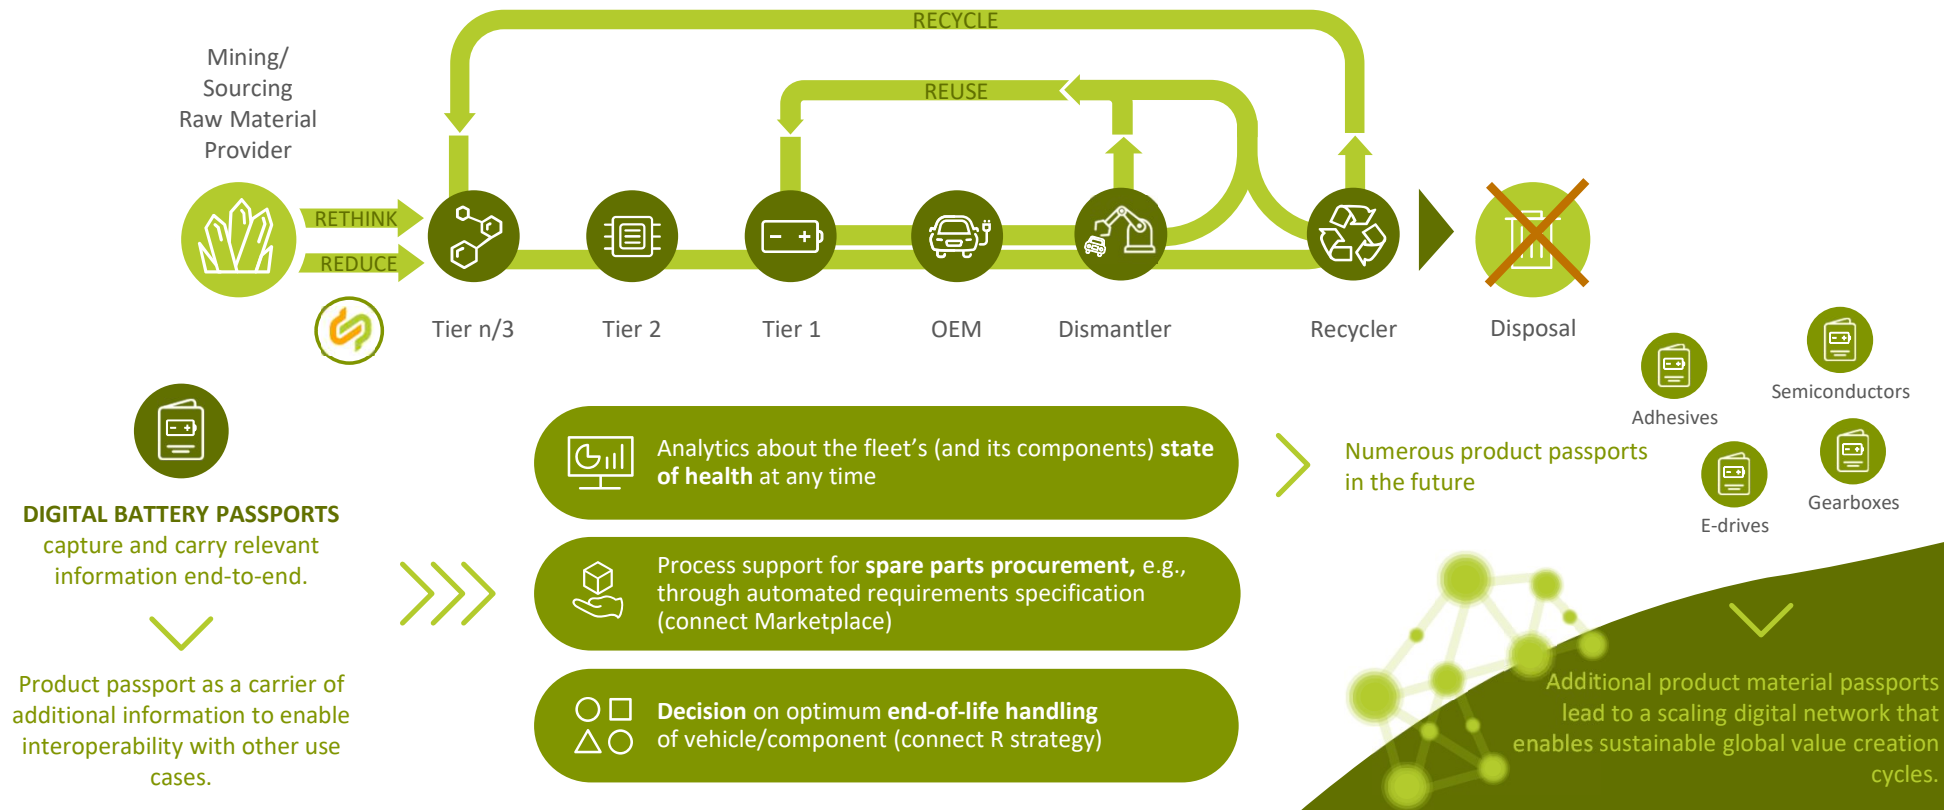 RECYCLE
Mining/
Sourcing
Raw Material
Provider
REUSE
RETHINK
REDUCE
Tier n/3
Tier 2
Tier 1
OEM
Dismantler
Recycler
Disposal
Adhesives
Semiconductors
E-drives
Gearboxes
DIGITAL BATTERY PASSPORTS
capture and carry relevant
information end-to-end.
Product passport as a carrier of
additional information to enable
interoperability with other use
cases.
Analytics about the fleet's (and its components) state
of health at any time
Process support for spare parts procurement, e.g.,
through automated requirements specification
(connect Marketplace)
Decision on optimum end-of-life handling
of vehicle/component (connect R strategy)
Numerous product passports
in the future
Additional product material passports
lead to a scaling digital network that
enables sustainable global value creation
cycles.